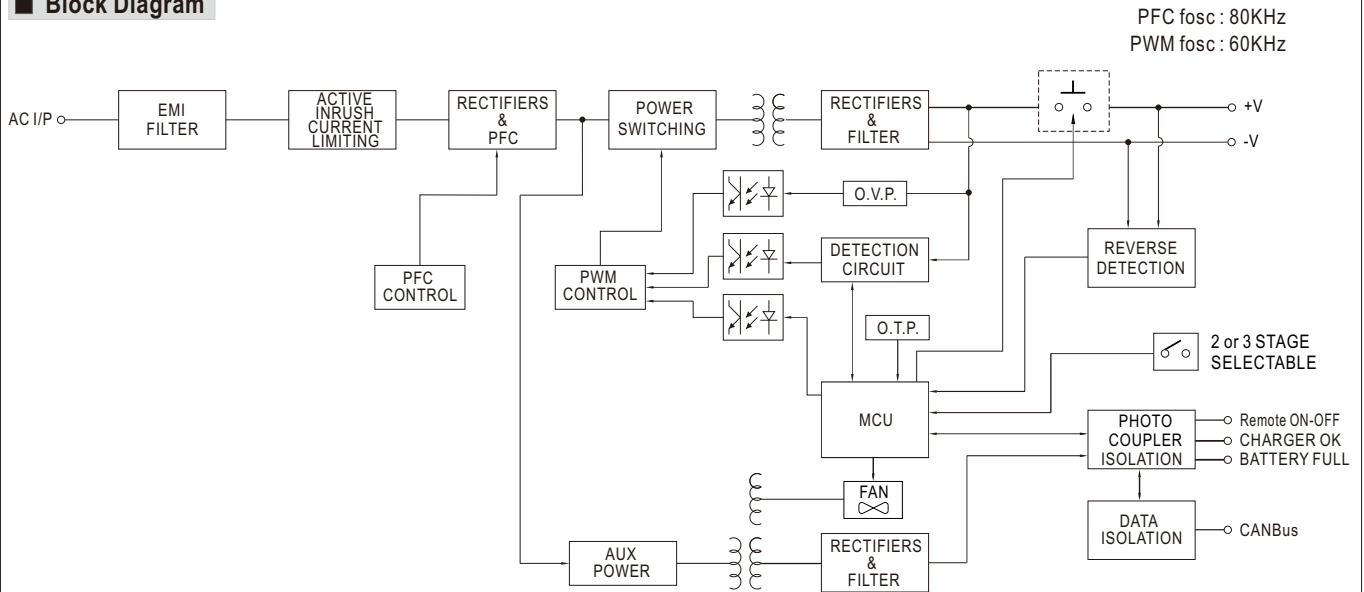 ■ Block Diagram
PFC fosc : 80KHz
PWM fosc : 60KHz
AC I/P
EMI
FILTER
ACTIVE
INRUSH
CURRENT
LIMITING
RECTIFIERS
&
PFC
POWER
SWITCHING
RECTIFIERS
&
FILTER
+V
-V
O.V.P.
PFC
CONTROL
PWM
CONTROL
DETECTION
CIRCUIT
REVERSE
DETECTION
O.T.P.
2 or 3 STAGE
SELECTABLE
MCU
PHOTO
COUPLER
ISOLATION
Remote ON-OFF
CHARGER OK
BATTERY FULL
FAN
DATA
ISOLATION
CANBus
AUX
POWER
RECTIFIERS
&
FILTER